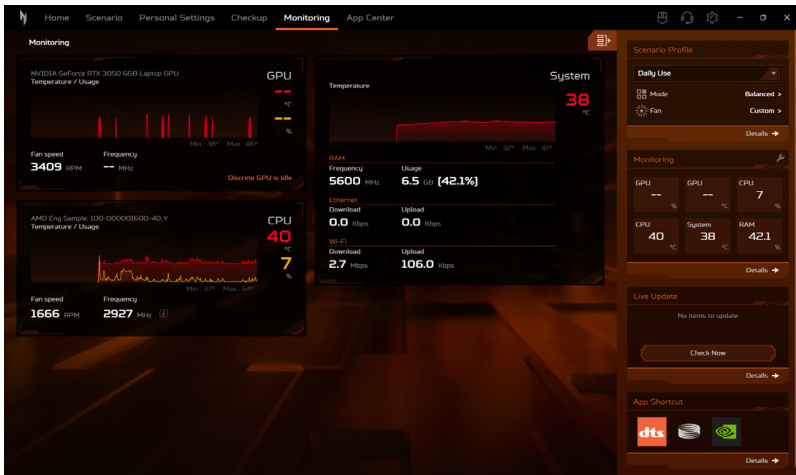 Home Scenario Personal Settings Checkup Monitoring App Center
Monitoring
NVIDIA GeForce RTX 3050 6GB Laptop GPU
Temperature / Usage
GPU
--
°C
--
%
Min : 38° Max : 46°
Fan speed Frequency
3409 RPM -- MHz
Discrete GPU is idle
AMD Eng Sample: 100-000001600-40_Y
Temperature / Usage
CPU
40
°C
7
%
Min : 37° Max : 54°
Fan speed Frequency
1666 RPM 2927 MHz
System
Temperature
38
°C
Min : 32° Max : 41°
RAM
Frequency Usage
5600 MHz 6.5 GB (42.1%)
Ethernet
Download Upload
0.0 Kbps 0.0 Kbps
Wi-Fi
Download Upload
2.7 Mbps 106.0 Kbps
Scenario Profile
Daily Use
Mode Balanced >
Fan Custom >
Details →
Monitoring
GPU GPU CPU
-- -- 7
% °C %
CPU System RAM
40 38 42.1
°C °C %
Details →
Live Update
No items to update
Check Now
Details →
App Shortcut
dts
Details →